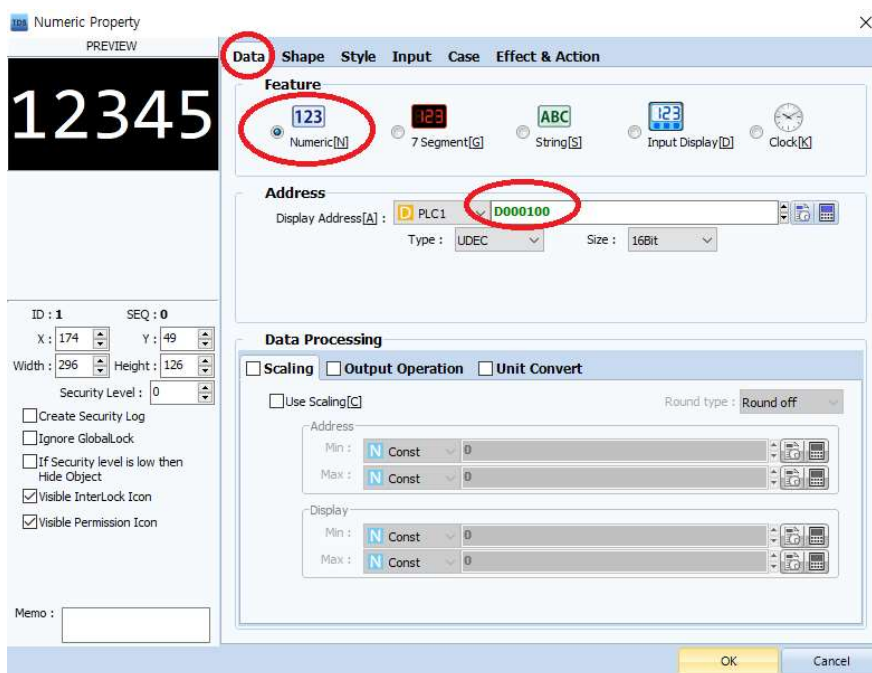 Numeric Property
PREVIEW
12345
ID : 1 SEQ : 0
X : 174 Y : 49
Width : 296 Height : 126
Security Level : 0
Create Security Log
Ignore GlobalLock
If Security level is low then
Hide Object
Visible InterLock Icon
Visible Permission Icon
Memo :
Data Shape Style Input Case Effect & Action
Feature
123 123 ABC 123
Numeric[N] 7 Segment[G] String[S] Input Display[D] Clock[K]
Address
Display Address[A] : D PLC1 D000100
Type : UDEC Size : 16Bit
Data Processing
Scaling Output Operation Unit Convert
Use Scaling[C] Round type : Round off
Address
Min : N Const 0
Max : N Const 0
Display
Min : N Const 0
Max : N Const 0
OK Cancel